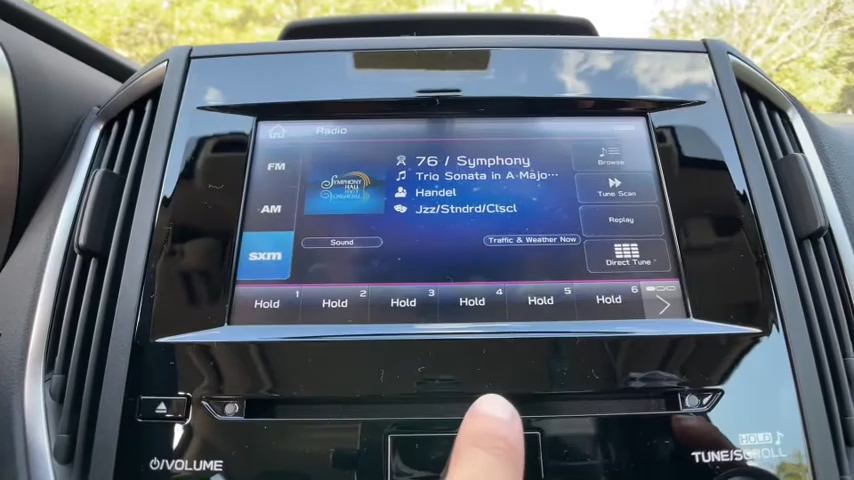 Radio
FM
AM
sxm
SYMPHONY HALL
76 / Symphony
Trio Sonata in A Majo...
Handel
Jzz/Stndrd/Clscl
Sound
Traffic & Weather Now
Browse
Tune Scan
Replay
Direct Tune
1 2 3 4 5 6
Hold Hold Hold Hold Hold Hold
VOLUME
HOLD
TUNE/SCROLL